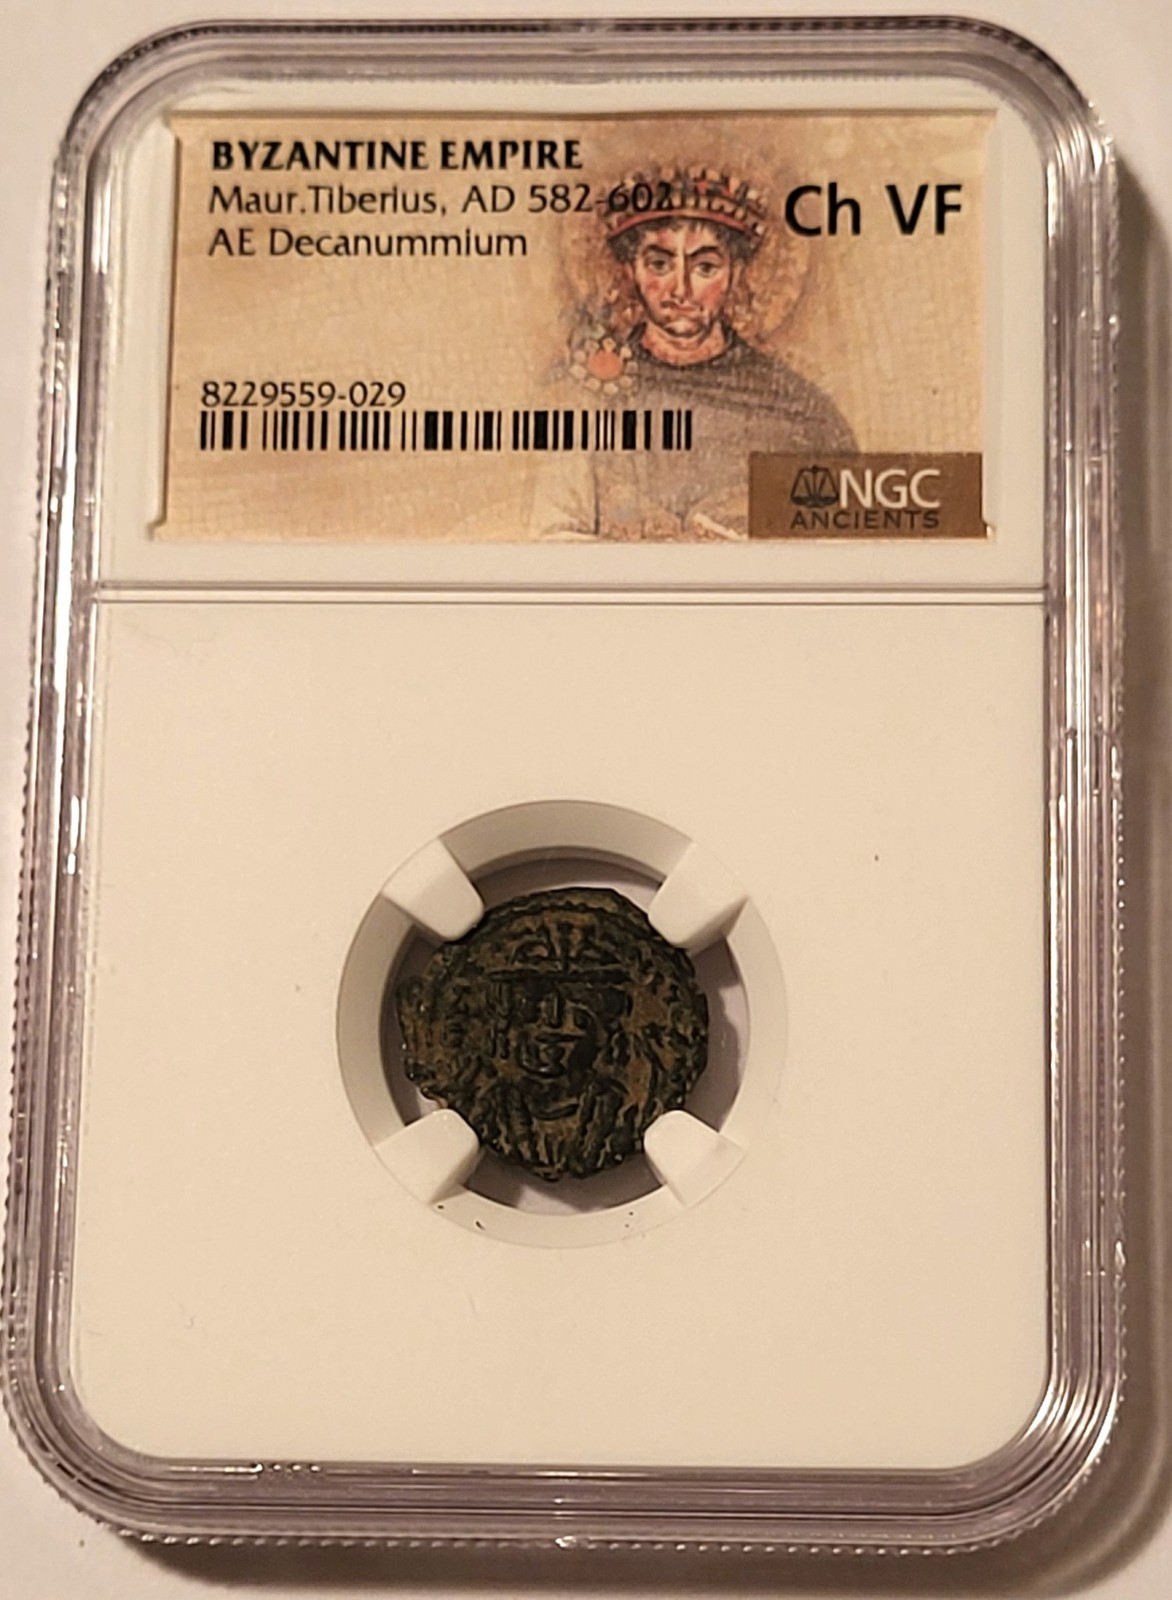 BYZANTINE EMPIRE
Maur.Tiberius, AD 582-602
AE Decanummium
Ch VF
8229559-029
NGC
ANCIENTS